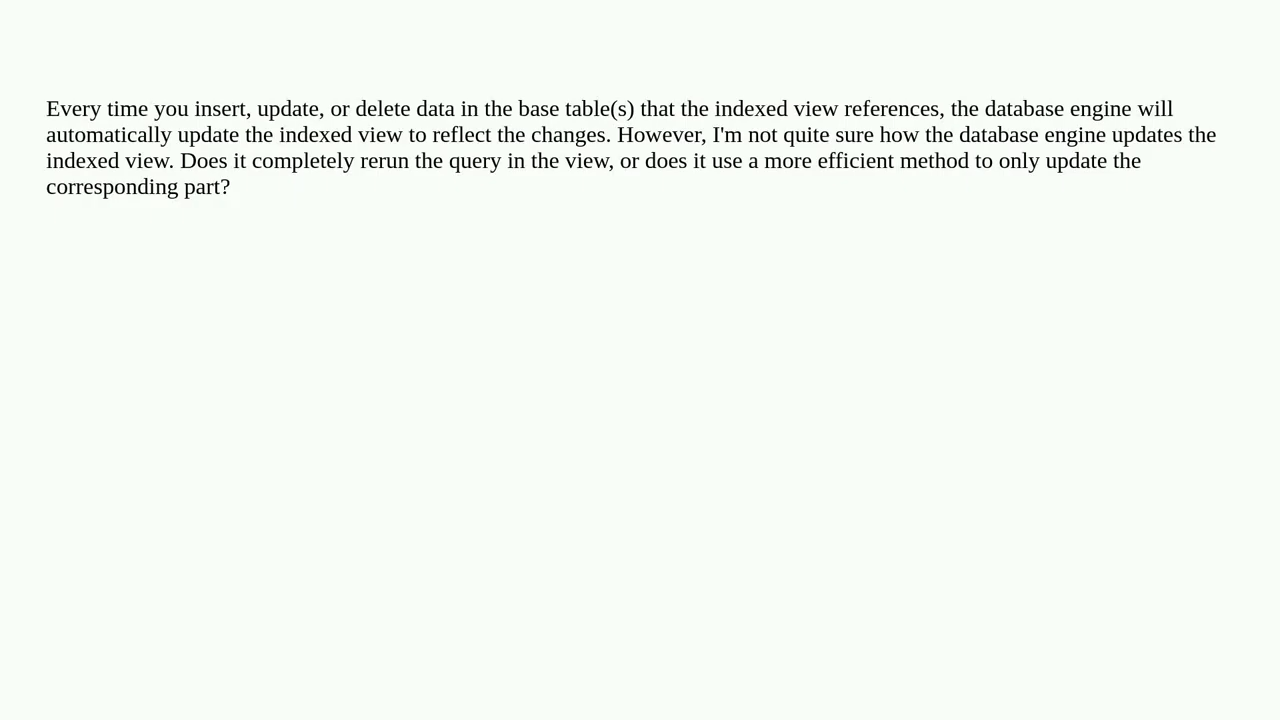 Every time you insert, update, or delete data in the base table(s) that the indexed view references, the database engine will
automatically update the indexed view to reflect the changes. However, I'm not quite sure how the database engine updates the
indexed view. Does it completely rerun the query in the view, or does it use a more efficient method to only update the
corresponding part?